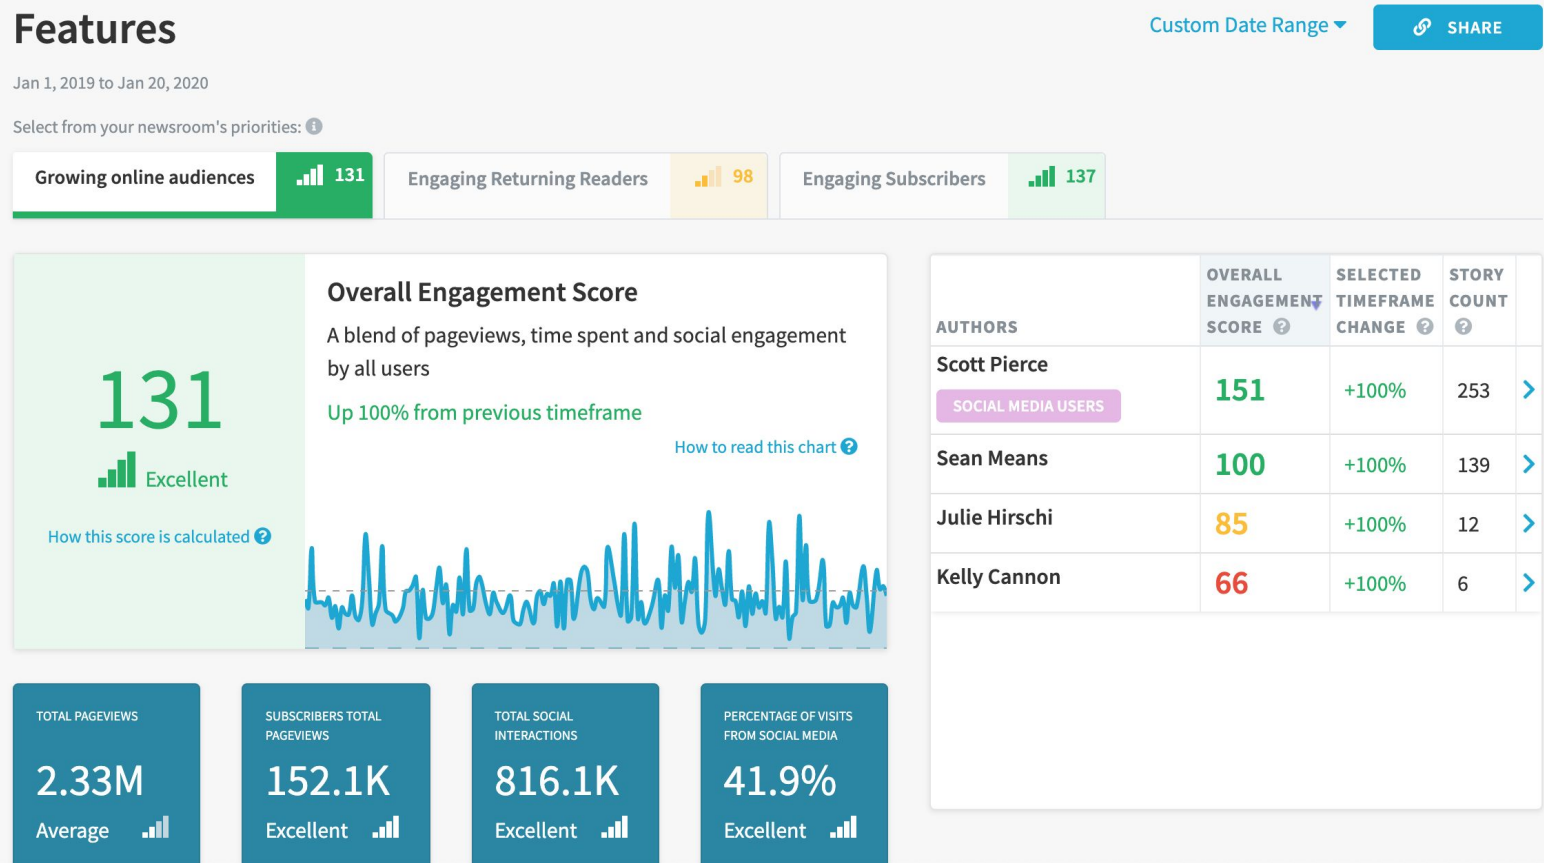 Features
Custom Date Range
SHARE
Jan 1, 2019 to Jan 20, 2020
Select from your newsroom's priorities:
Growing online audiences 131
Engaging Returning Readers 98
Engaging Subscribers 137
131
Excellent
How this score is calculated
Overall Engagement Score
A blend of pageviews, time spent and social engagement
by all users
Up 100% from previous timeframe
How to read this chart
TOTAL PAGEVIEWS
2.33M
Average
SUBSCRIBERS TOTAL
PAGEVIEWS
152.1K
Excellent
TOTAL SOCIAL
INTERACTIONS
816.1K
Excellent
PERCENTAGE OF VISITS
FROM SOCIAL MEDIA
41.9%
Excellent
AUTHORS
OVERALL
ENGAGEMENT
SCORE
SELECTED
TIMEFRAME
CHANGE
STORY
COUNT
Scott Pierce
SOCIAL MEDIA USERS
151 +100% 253
Sean Means 100 +100% 139
Julie Hirschi 85 +100% 12
Kelly Cannon 66 +100% 6